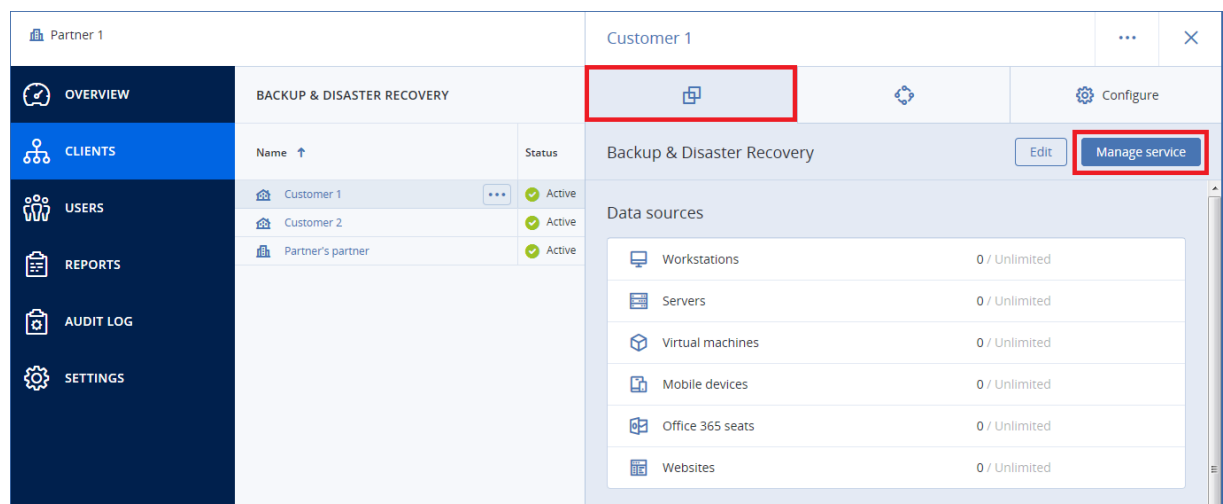 Partner 1
Customer 1
OVERVIEW
CLIENTS
USERS
REPORTS
AUDIT LOG
SETTINGS
BACKUP & DISASTER RECOVERY
Name ↑ Status
Customer 1 ••• Active
Customer 2 Active
Partner's partner Active
Configure
Backup & Disaster Recovery Edit Manage service
Data sources
Workstations 0 / Unlimited
Servers 0 / Unlimited
Virtual machines 0 / Unlimited
Mobile devices 0 / Unlimited
Office 365 seats 0 / Unlimited
Websites 0 / Unlimited